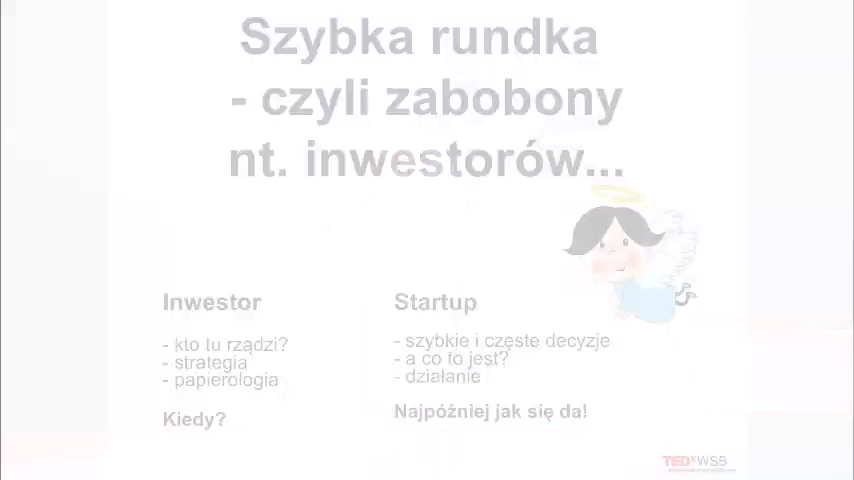 Szybka rundka
- czyli zabobony
nt. inwestorów...
Inwestor
- kto tu rządzi?
- strategia
- papierologia
Kiedy?
Startup
- szybkie i częste decyzje
- a co to jest?
- działanie
Najpóźniej jak się da!
TEDxWSB